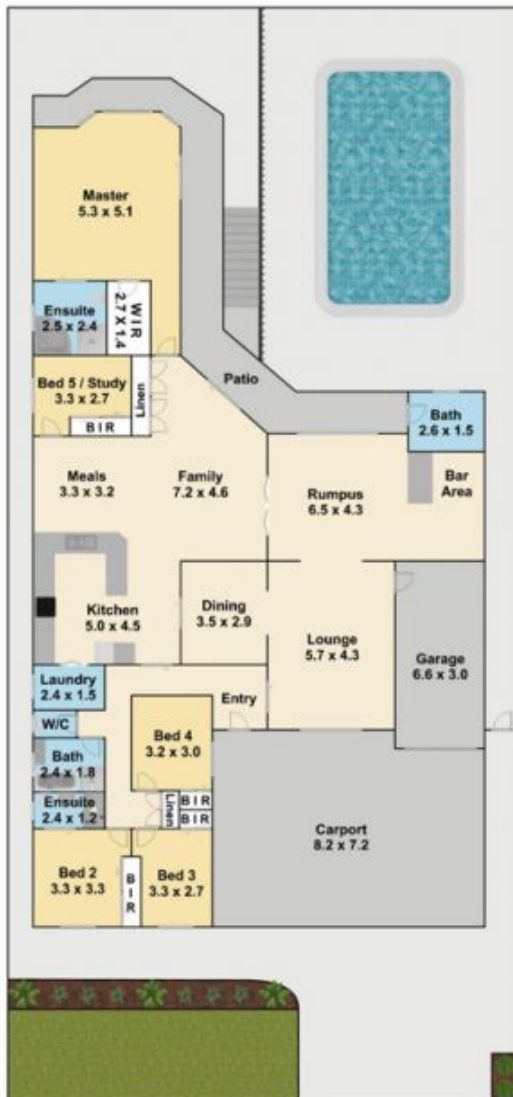 Master
5.3 x 5.1
Ensuite
2.5 x 2.4
W I R
2.7 X 1.4
Bed 5 / Study
3.3 x 2.7
B I R
Linen
Patio
Bath
2.6 x 1.5
Meals
3.3 x 3.2
Family
7.2 x 4.6
Rumpus
6.5 x 4.3
Bar
Area
Kitchen
5.0 x 4.5
Dining
3.5 x 2.9
Lounge
5.7 x 4.3
Garage
6.6 x 3.0
Laundry
2.4 x 1.5
Entry
W/C
Bed 4
3.2 x 3.0
Bath
2.4 x 1.8
Ensuite
2.4 x 1.2
Linen
B I R
B I R
Carport
8.2 x 7.2
Bed 2
3.3 x 3.3
B I R
Bed 3
3.3 x 2.7